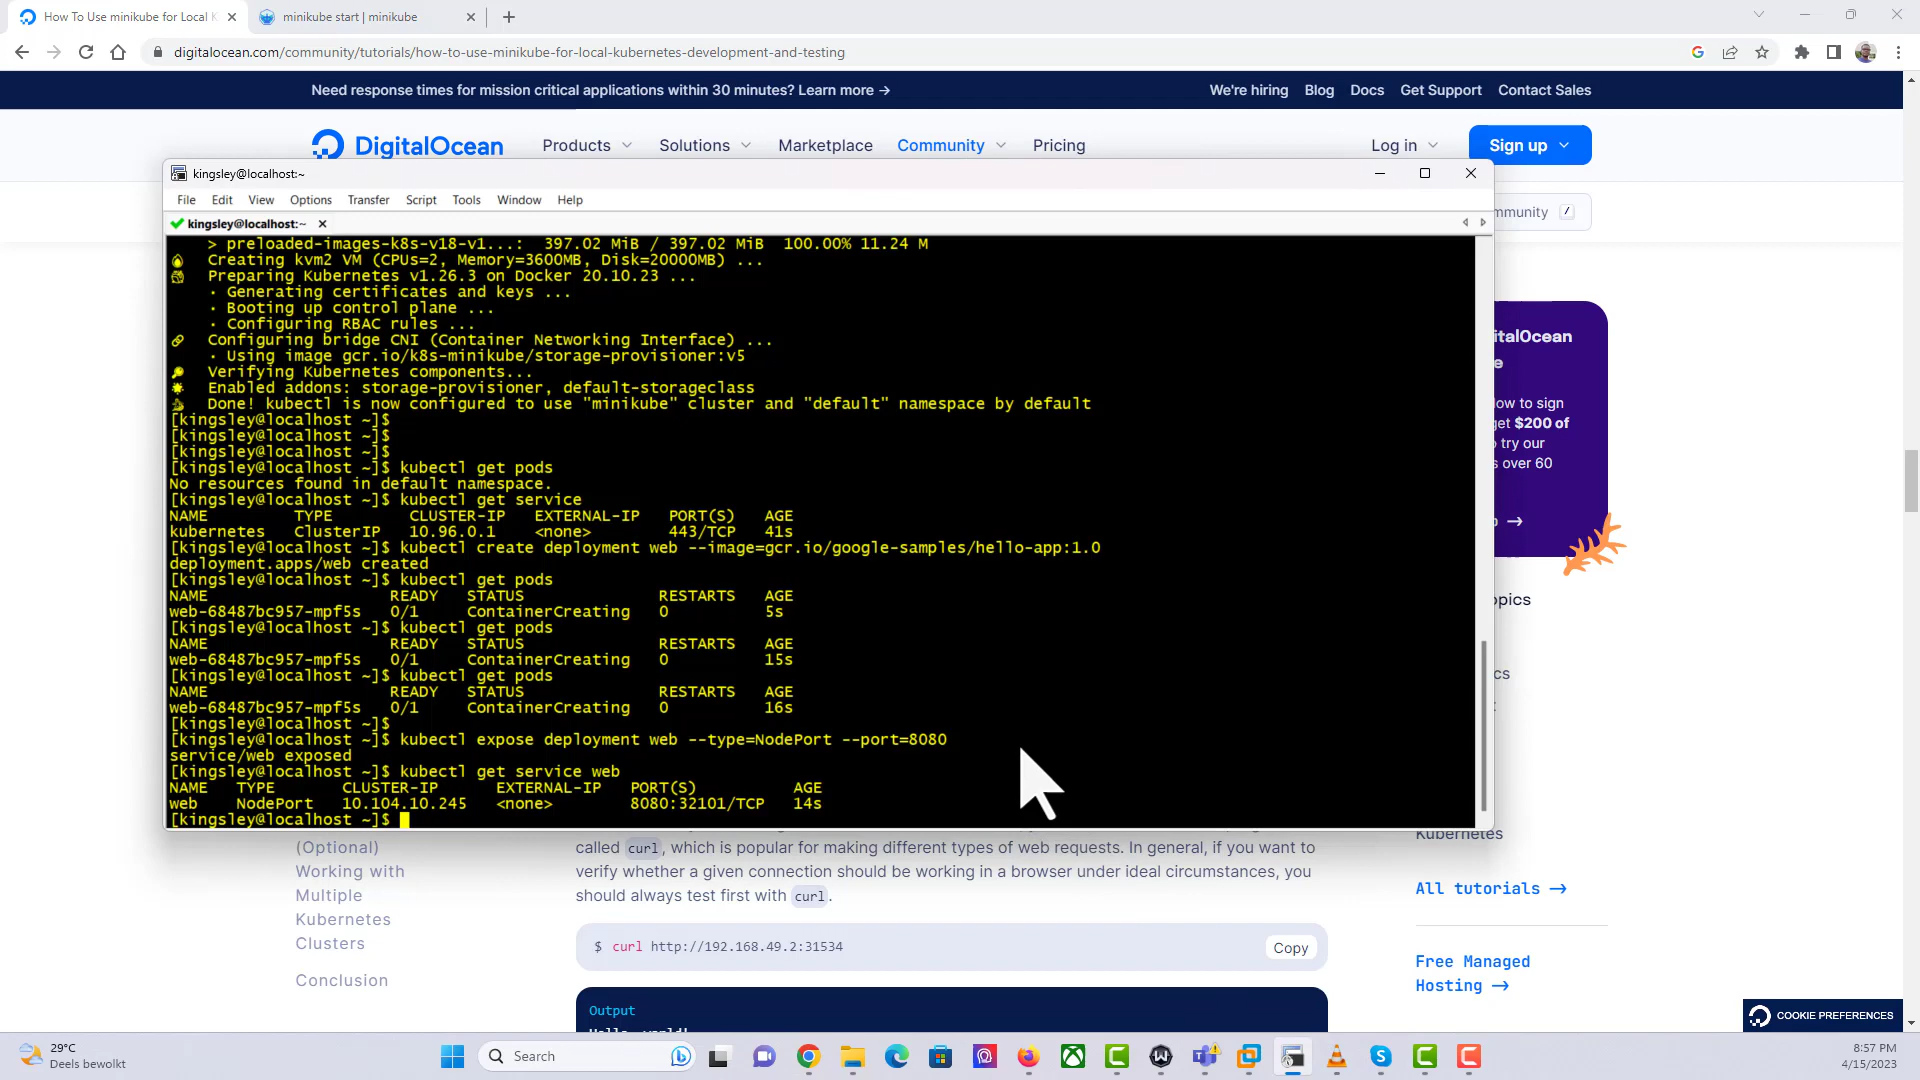 How To Use minikube for Local K
minikube start | minikube
digitalocean.com/community/tutorials/how-to-use-minikube-for-local-kubernetes-development-and-testing
Need response times for mission critical applications within 30 minutes? Learn more →
We're hiring Blog Docs Get Support Contact Sales
DigitalOcean Products Solutions Marketplace Community Pricing Log in Sign up
kingsley@localhost:~
File Edit View Options Transfer Script Tools Window Help
mmunity /
kingsley@localhost:~
> preloaded-images-k8s-v18-v1...: 397.02 MiB / 397.02 MiB 100.00% 11.24 M
Creating kvm2 VM (CPUs=2, Memory=3600MB, Disk=20000MB) ...
Preparing Kubernetes v1.26.3 on Docker 20.10.23 ...
· Generating certificates and keys ...
· Booting up control plane ...
· Configuring RBAC rules ...
Configuring bridge CNI (Container Networking Interface) ...
· Using image gcr.io/k8s-minikube/storage-provisioner:v5
Verifying Kubernetes components...
Enabled addons: storage-provisioner, default-storageclass
Done! kubectl is now configured to use "minikube" cluster and "default" namespace by default
[kingsley@localhost ~]$
[kingsley@localhost ~]$
[kingsley@localhost ~]$
[kingsley@localhost ~]$ kubectl get pods
No resources found in default namespace.
[kingsley@localhost ~]$ kubectl get service
NAME TYPE CLUSTER-IP EXTERNAL-IP PORT(S) AGE
kubernetes ClusterIP 10.96.0.1 <none> 443/TCP 41s
[kingsley@localhost ~]$ kubectl create deployment web --image=gcr.io/google-samples/hello-app:1.0
deployment.apps/web created
[kingsley@localhost ~]$ kubectl get pods
NAME READY STATUS RESTARTS AGE
web-68487bc957-mpf5s 0/1 ContainerCreating 0 5s
[kingsley@localhost ~]$ kubectl get pods
NAME READY STATUS RESTARTS AGE
web-68487bc957-mpf5s 0/1 ContainerCreating 0 15s
[kingsley@localhost ~]$ kubectl get pods
NAME READY STATUS RESTARTS AGE
web-68487bc957-mpf5s 0/1 ContainerCreating 0 16s
[kingsley@localhost ~]$
[kingsley@localhost ~]$ kubectl expose deployment web --type=NodePort --port=8080
service/web exposed
[kingsley@localhost ~]$ kubectl get service web
NAME TYPE CLUSTER-IP EXTERNAL-IP PORT(S) AGE
web NodePort 10.104.10.245 <none> 8080:32101/TCP 14s
[kingsley@localhost ~]$
italOcean
e
ow to sign
get $200 of
o try our
s over 60
→
opics
cs
Kubernetes
All tutorials →
Free Managed
Hosting →
(Optional)
Working with
Multiple
Kubernetes
Clusters
Conclusion
called curl, which is popular for making different types of web requests. In general, if you want to
verify whether a given connection should be working in a browser under ideal circumstances, you
should always test first with curl.
$ curl http://192.168.49.2:31534
Copy
Output
COOKIE PREFERENCES
29°C
Deels bewolkt
Search
8:57 PM
4/15/2023